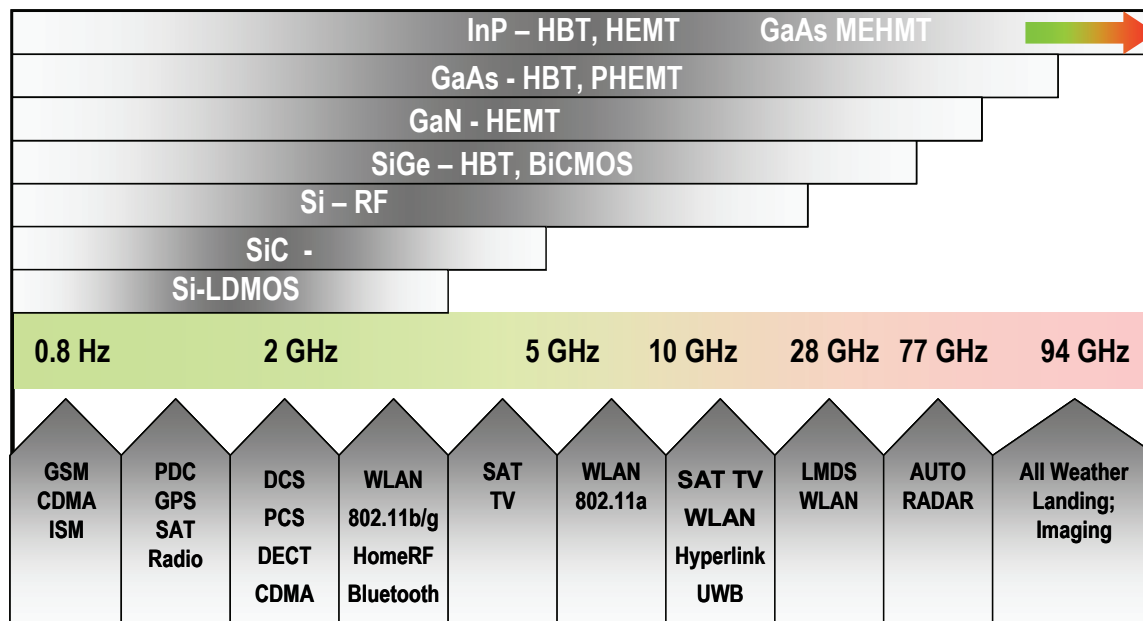 InP – HBT, HEMT GaAs MEHMT
GaAs - HBT, PHEMT
GaN - HEMT
SiGe – HBT, BiCMOS
Si – RF
SiC -
Si-LDMOS
0.8 Hz 2 GHz 5 GHz 10 GHz 28 GHz 77 GHz 94 GHz
GSM
CDMA
ISM
PDC
GPS
SAT
Radio
DCS
PCS
DECT
CDMA
WLAN
802.11b/g
HomeRF
Bluetooth
SAT
TV
WLAN
802.11a
SAT TV
WLAN
Hyperlink
UWB
LMDS
WLAN
AUTO
RADAR
All Weather
Landing;
Imaging